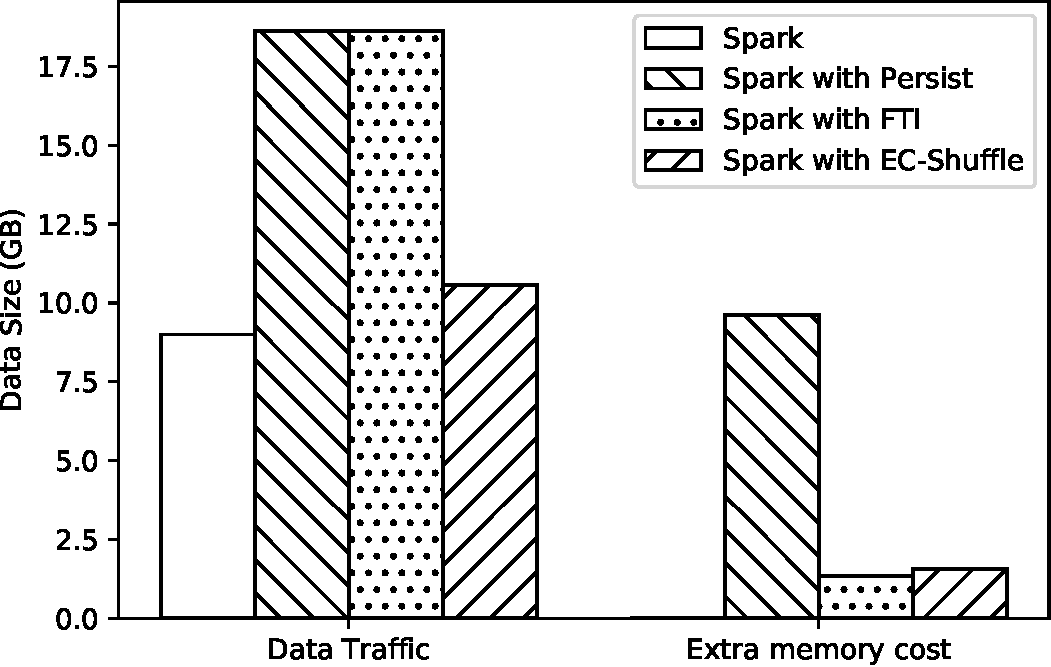 Data Size (GB)
17.5
15.0
12.5
10.0
7.5
5.0
2.5
0.0
Spark
Spark with Persist
Spark with FTI
Spark with EC-Shuffle
Data Traffic
Extra memory cost